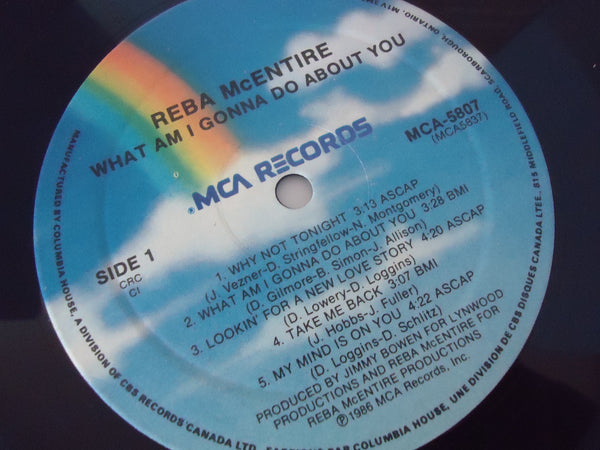 REBA McENTIRE
WHAT AM I GONNA DO ABOUT YOU
MCA RECORDS
MCA-5807
(MCA5837)
SIDE 1
CRC
CI
1. WHY NOT TONIGHT 3:13 ASCAP
(J. Vezner-D. Stringfellow-N. Montgomery)
2. WHAT AM I GONNA DO ABOUT YOU 3:28 BMI
(D. Gilmore-B. Simon-J. Allison)
3. LOOKIN' FOR A NEW LOVE STORY 4:20 ASCAP
(D. Lowery-D. Loggins)
4. TAKE ME BACK 3:07 BMI
(J. Hobbs-J. Fuller)
5. MY MIND IS ON YOU 4:22 ASCAP
(D. Loggins-D. Schlitz)
PRODUCED BY JIMMY BOWEN FOR LYNWOOD
PRODUCTIONS AND REBA McENTIRE FOR
REBA McENTIRE PRODUCTIONS
℗1986 MCA Records, Inc.
MANUFACTURED BY COLUMBIA HOUSE, A DIVISION OF CBS RECORDS CANADA LTD. PAR COLUMBIA HOUSE, UNE DIVISION DE CBS DISQUES CANADA LTEE. 815 MIDDLEFIELD ROAD, SCARBOROUGH, ONTARIO, M1V